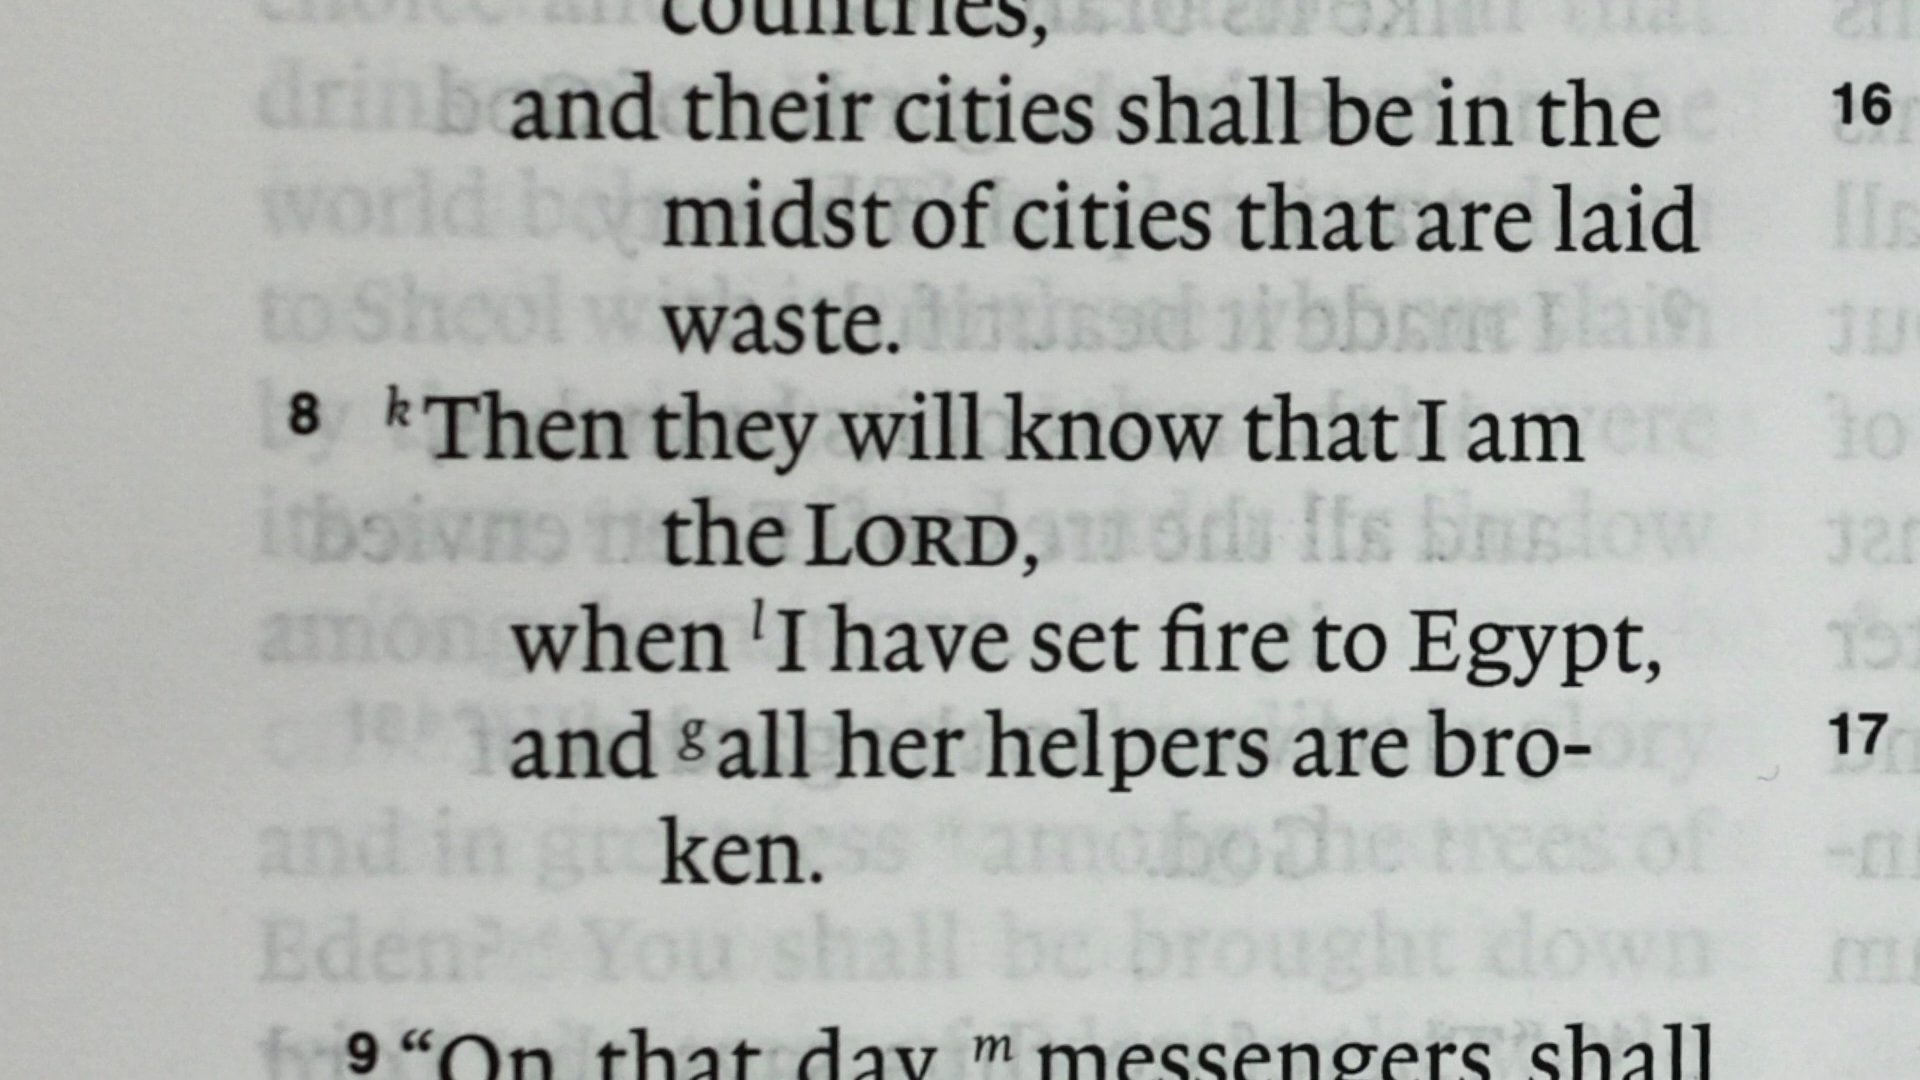 countries,
and their cities shall be in the
midst of cities that are laid
waste.
8 kThen they will know that I am
the LORD,
when lI have set fire to Egypt,
and gall her helpers are bro-
ken.
9 “On that day m messengers shall
16
17